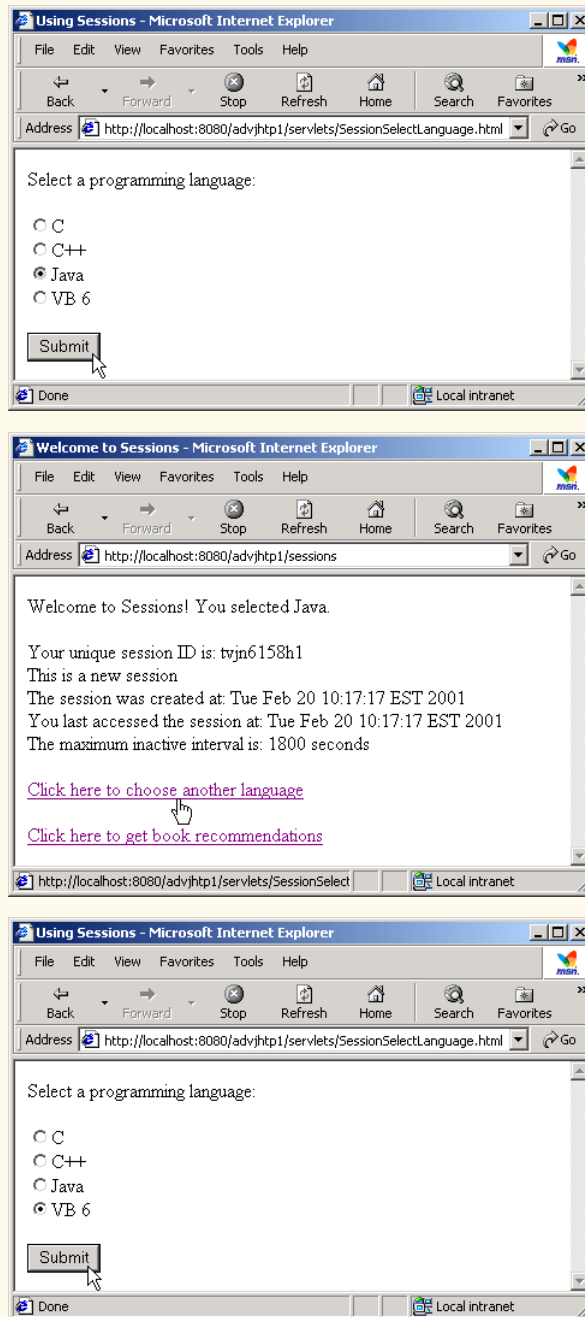 Using Sessions - Microsoft Internet Explorer
File Edit View Favorites Tools Help
msn.
Back Forward Stop Refresh Home Search Favorites »
Address http://localhost:8080/advjhtp1/servlets/SessionSelectLanguage.html Go
Select a programming language:
C
C++
Java
VB 6
Submit
Done Local intranet
Welcome to Sessions - Microsoft Internet Explorer
File Edit View Favorites Tools Help
msn.
Back Forward Stop Refresh Home Search Favorites »
Address http://localhost:8080/advjhtp1/sessions Go
Welcome to Sessions! You selected Java.
Your unique session ID is: tvjn6158h1
This is a new session
The session was created at: Tue Feb 20 10:17:17 EST 2001
You last accessed the session at: Tue Feb 20 10:17:17 EST 2001
The maximum inactive interval is: 1800 seconds
Click here to choose another language
Click here to get book recommendations
http://localhost:8080/advjhtp1/servlets/SessionSelect Local intranet
Using Sessions - Microsoft Internet Explorer
File Edit View Favorites Tools Help
msn.
Back Forward Stop Refresh Home Search Favorites »
Address http://localhost:8080/advjhtp1/servlets/SessionSelectLanguage.html Go
Select a programming language:
C
C++
Java
VB 6
Submit
Done Local intranet